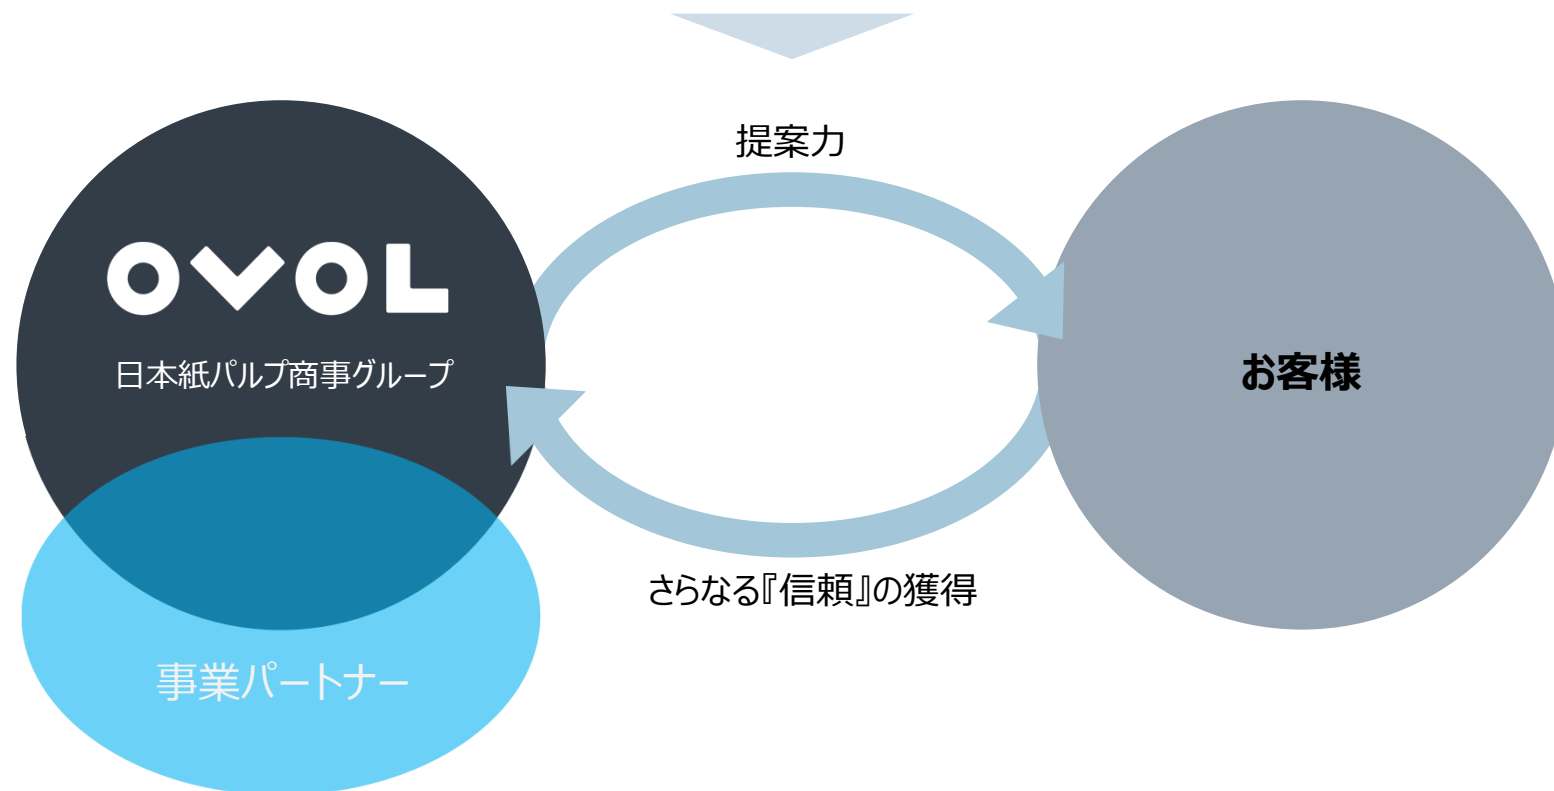 提案力
OVOL
日本紙パルプ商事グループ
お客様
さらなる『信頼』の獲得
事業パートナー